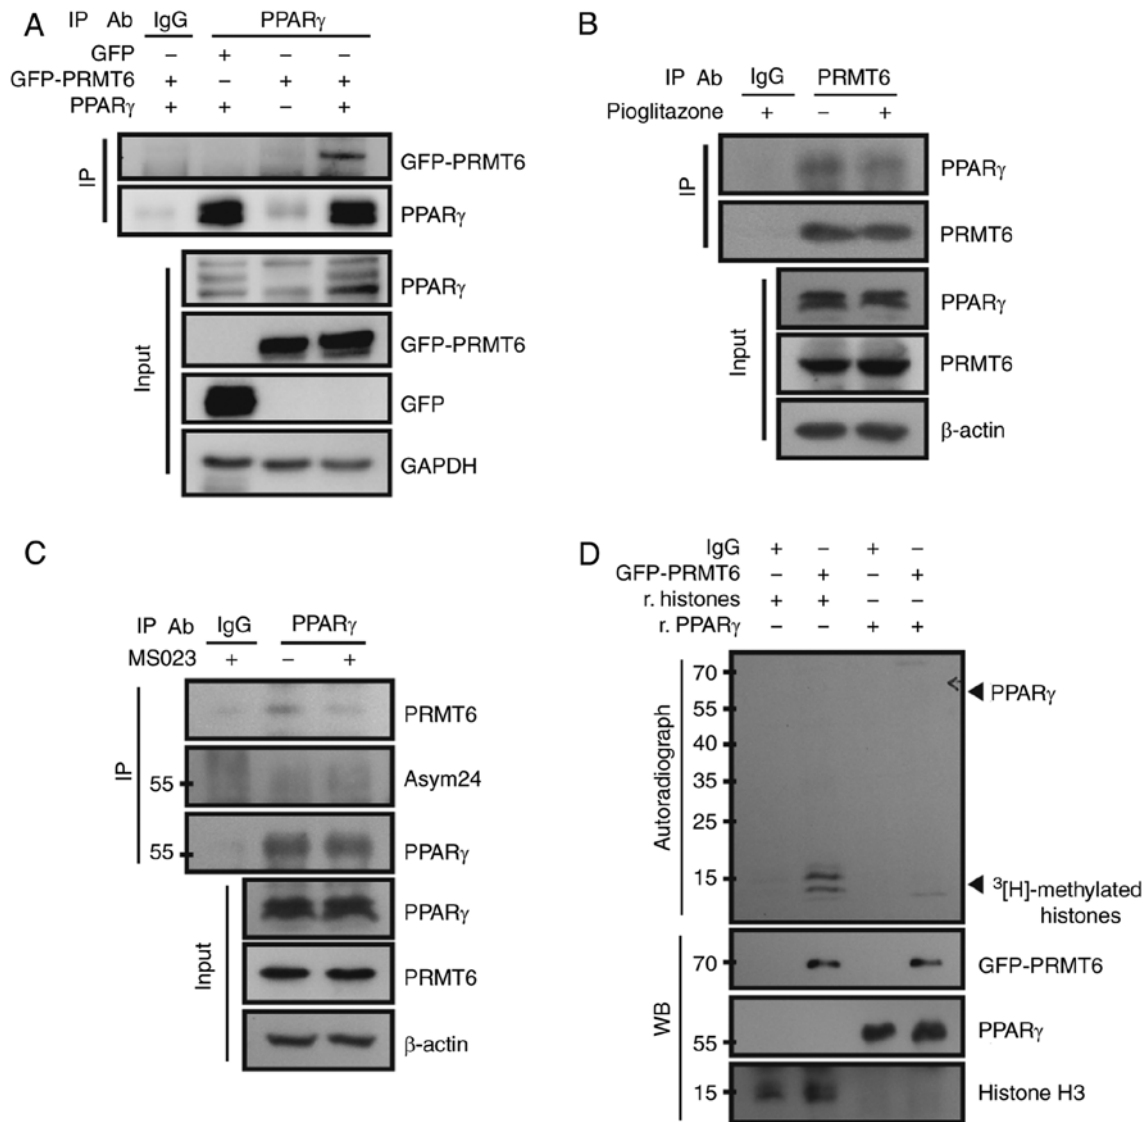 A
IP Ab IgG PPARγ
GFP – + – –
GFP-PRMT6 + – + +
PPARγ + + – +
IP
GFP-PRMT6
PPARγ
Input
PPARγ
GFP-PRMT6
GFP
GAPDH
B
IP Ab IgG PRMT6
Pioglitazone + – +
IP
PPARγ
PRMT6
Input
PPARγ
PRMT6
β-actin
C
IP Ab IgG PPARγ
MS023 + – +
IP
PRMT6
55 Asym24
55 PPARγ
Input
PPARγ
PRMT6
β-actin
D
IgG + – + –
GFP-PRMT6 – + – +
r. histones + + – –
r. PPARγ – – + +
Autoradiograph
70
PPARγ
55
40
35
25
15
³[H]-methylated
histones
WB
70 GFP-PRMT6
55 PPARγ
15 Histone H3